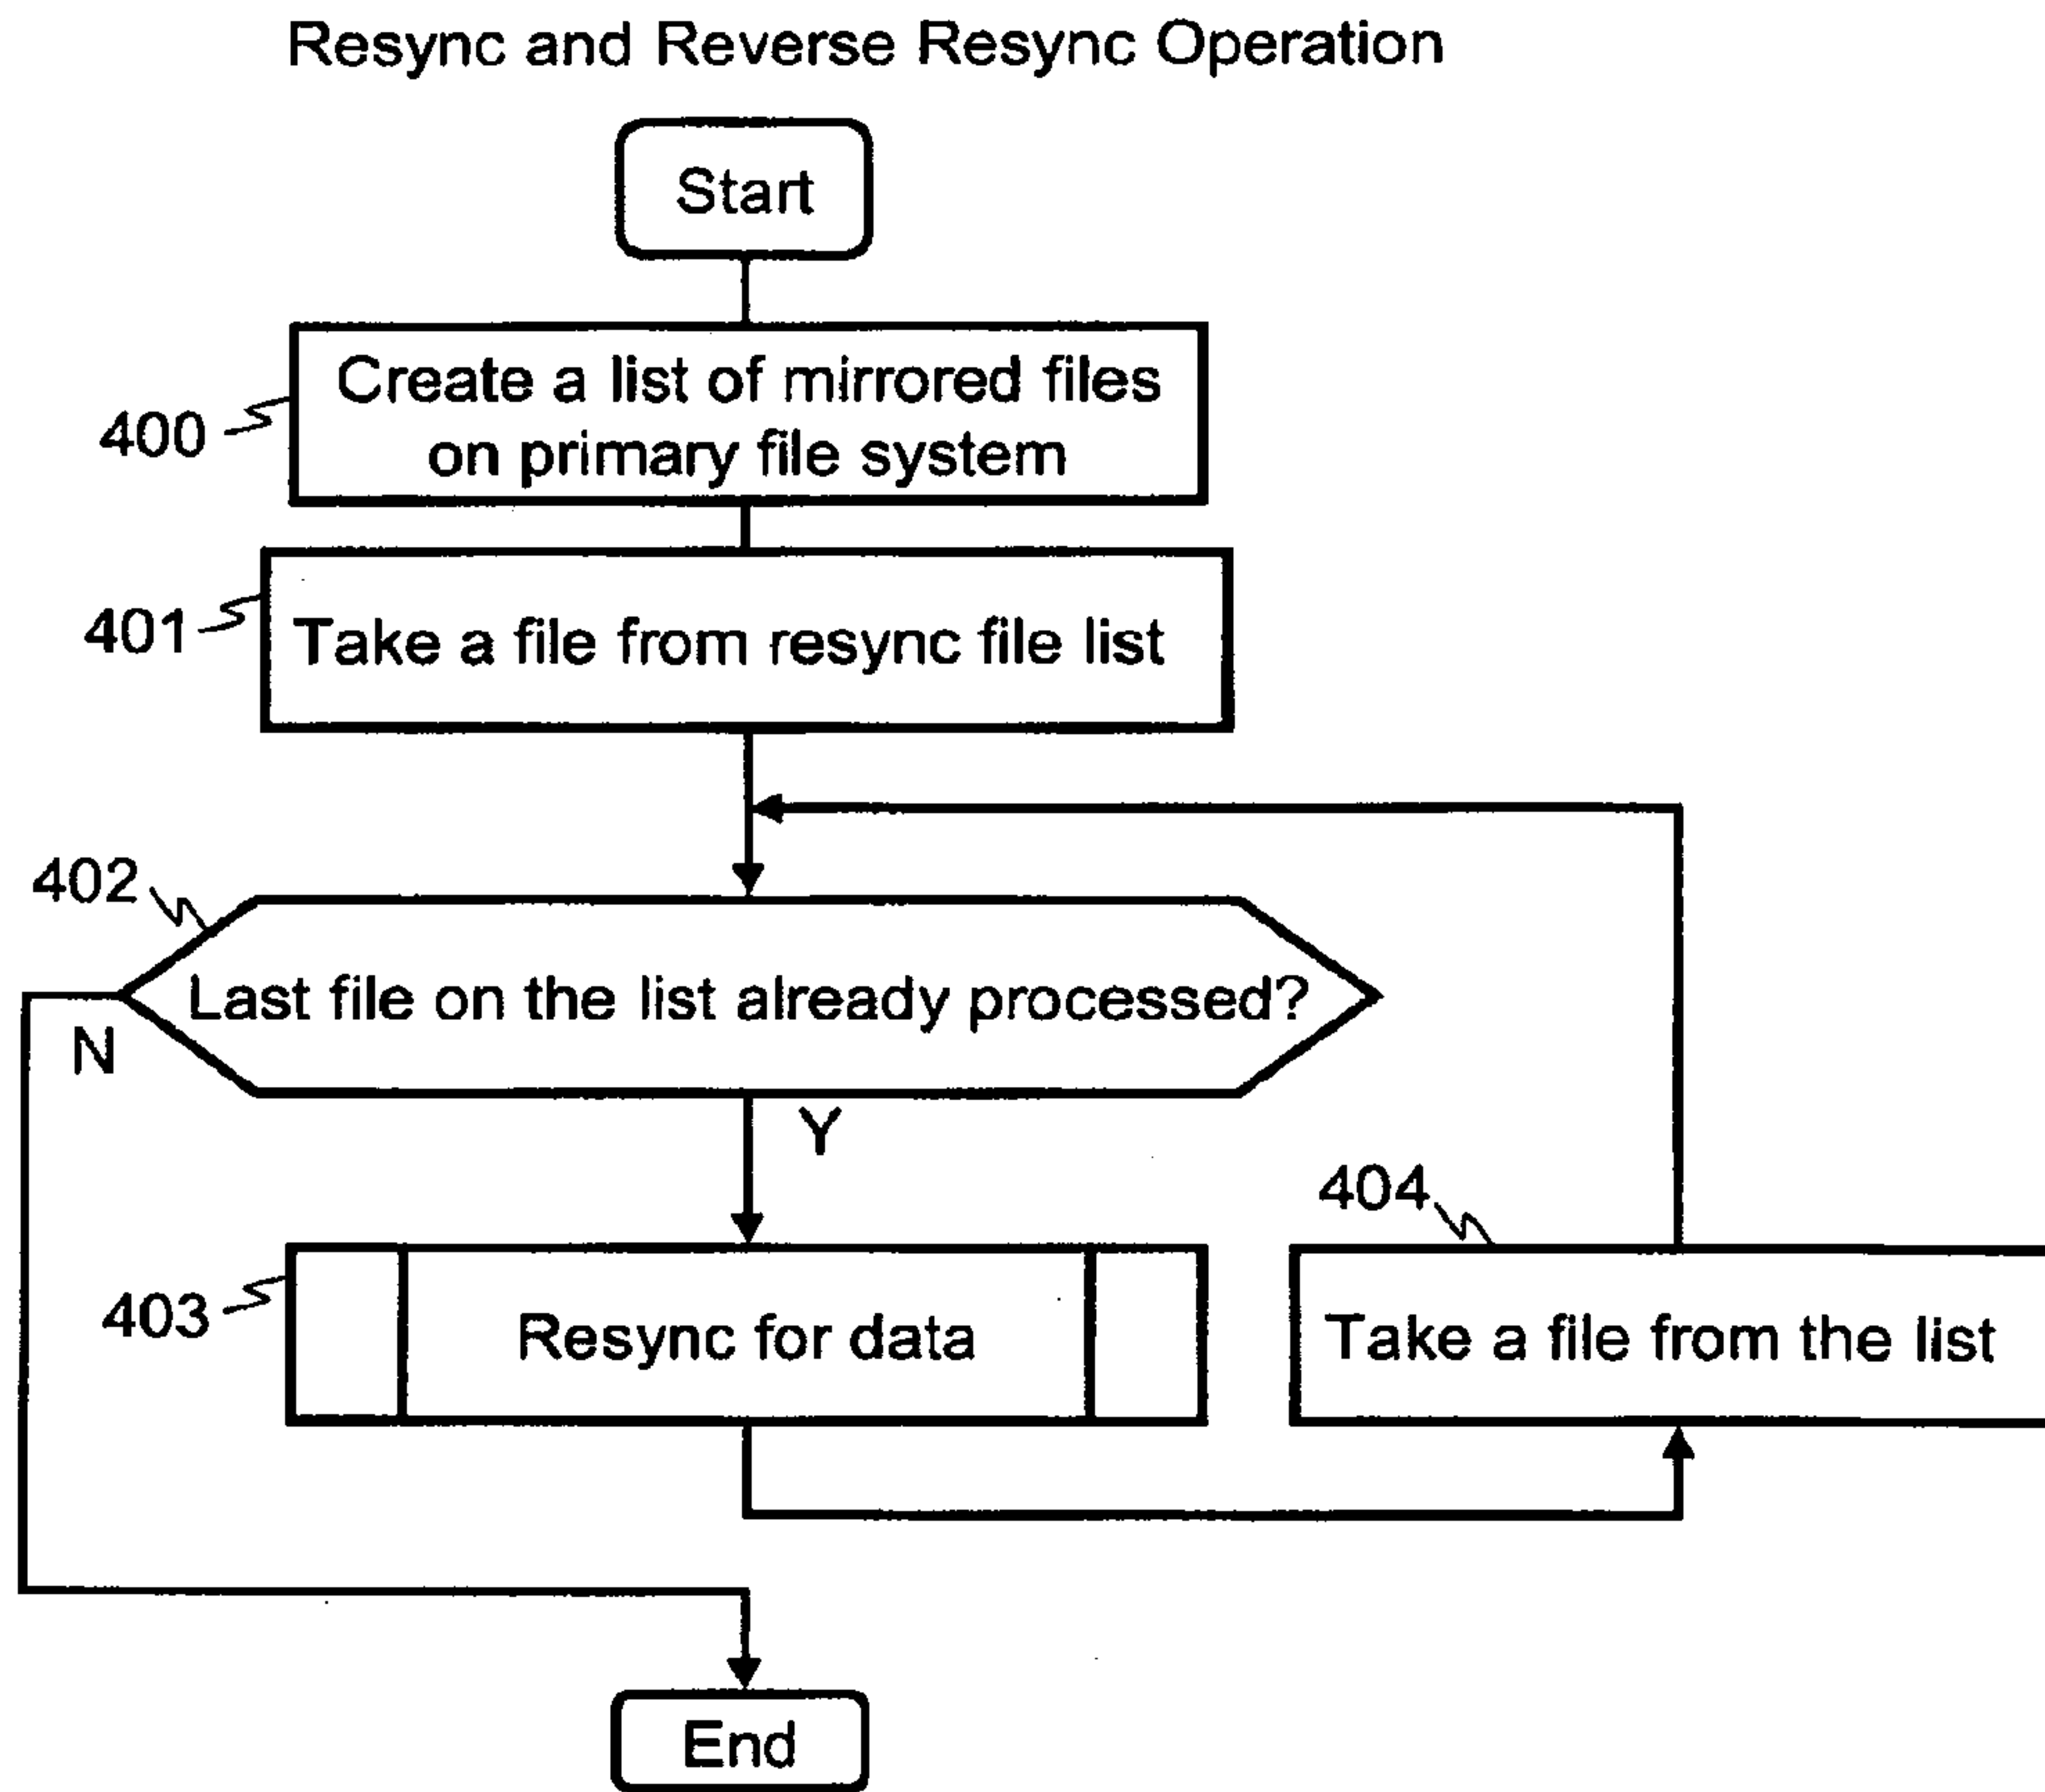 Resync and Reverse Resync Operation
Start
Create a list of mirrored files
on primary file system
400
Take a file from resync file list
401
402
Last file on the list already processed?
N
Y
404
403
Resync for data
Take a file from the list
End